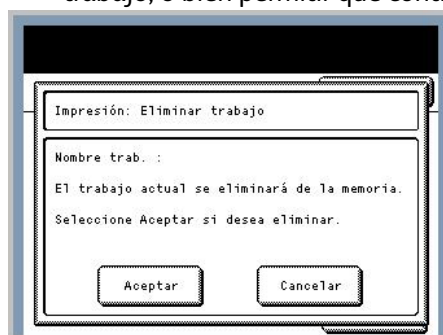 Impresión: Eliminar trabajo
Nombre trab. :
El trabajo actual se eliminará de la memoria.
Seleccione Aceptar si desea eliminar.
Aceptar Cancelar